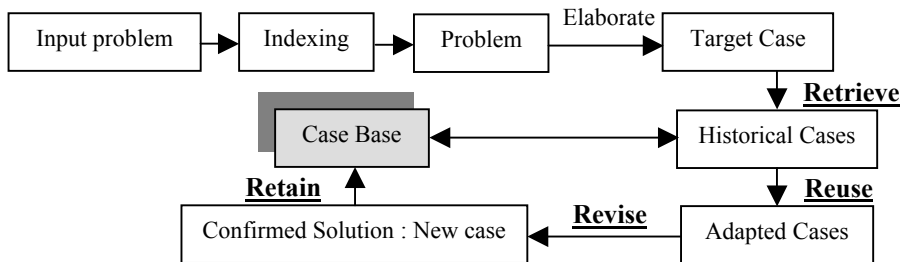 Input problem
Indexing
Problem
Elaborate
Target Case
Retrieve
Case Base
Historical Cases
Retain
Reuse
Confirmed Solution : New case
Revise
Adapted Cases